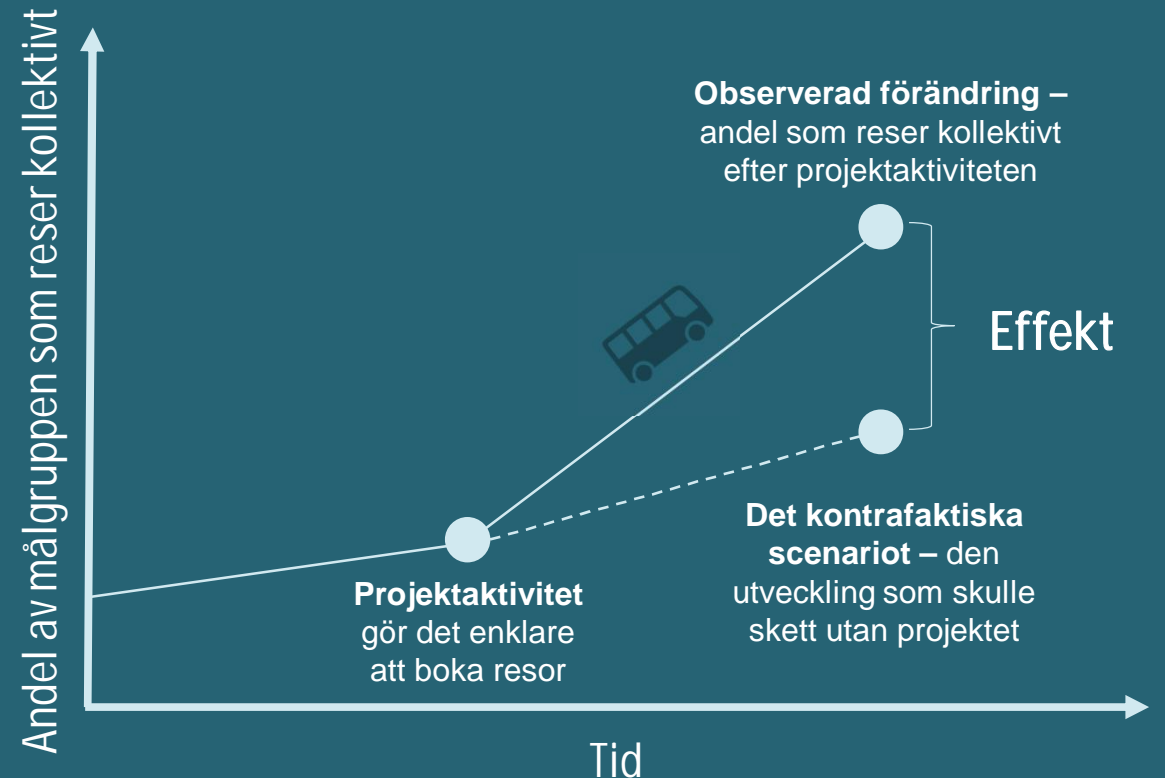 Andel av målgruppen som reser kollektivt
Observerad förändring –
andel som reser kollektivt
efter projektaktiviteten
Effekt
Projektaktivitet
gör det enklare
att boka resor
Det kontrafaktiska
scenariot – den
utveckling som skulle
skett utan projektet
Tid